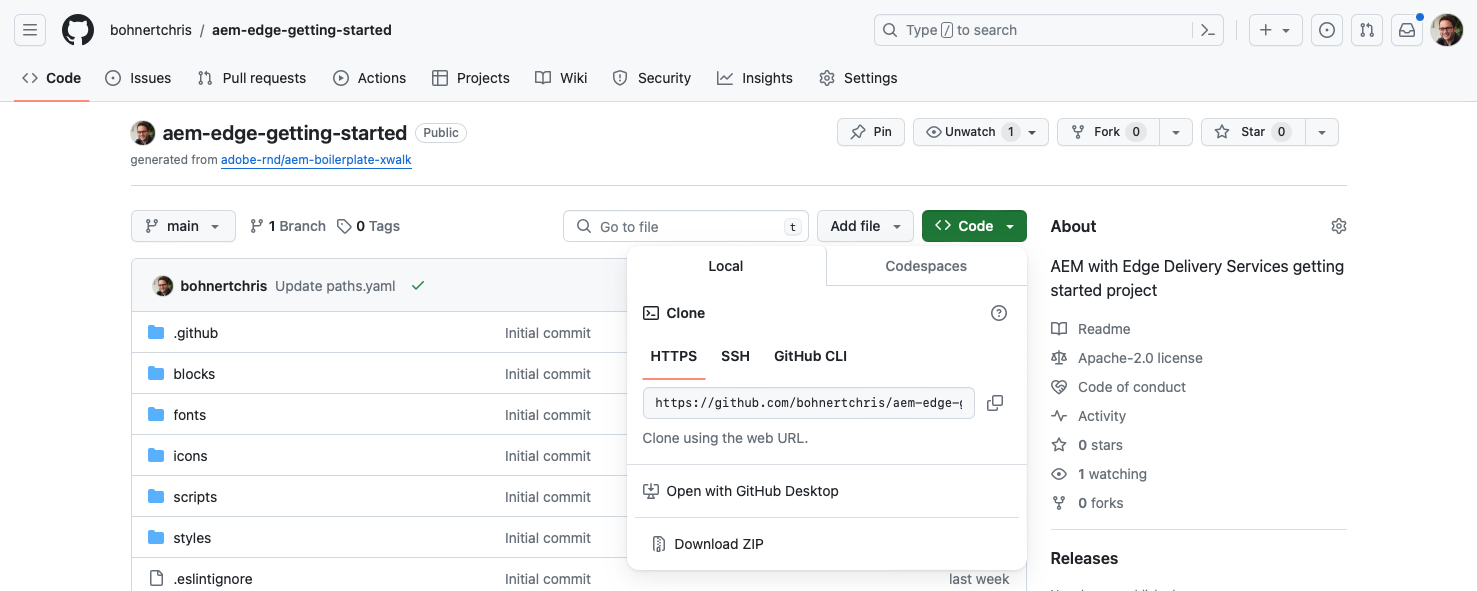 bohnertchris / aem-edge-getting-started
Type / to search
Code Issues Pull requests Actions Projects Wiki Security Insights Settings
aem-edge-getting-started Public
Pin Unwatch 1 Fork 0 Star 0
generated from adobe-rnd/aem-boilerplate-xwalk
main 1 Branch 0 Tags Go to file t Add file Code
Local Codespaces
bohnertchris Update paths.yaml
.github Initial commit
blocks Initial commit
fonts Initial commit
icons Initial commit
scripts Initial commit
styles Initial commit
.eslintignore Initial commit last week
Clone
HTTPS SSH GitHub CLI
https://github.com/bohnertchris/aem-edge-g
Clone using the web URL.
Open with GitHub Desktop
Download ZIP
About
AEM with Edge Delivery Services getting
started project
Readme
Apache-2.0 license
Code of conduct
Activity
0 stars
1 watching
0 forks
Releases